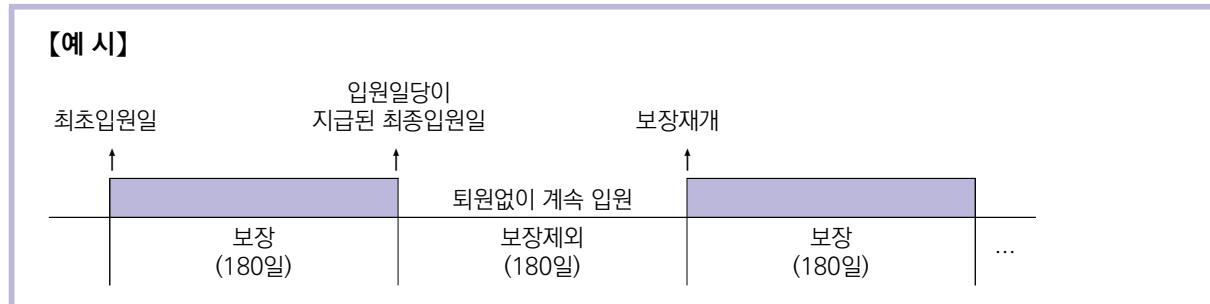 【예 시】
입원일당이
최초입원일 지급된 최종입원일 보장재개
퇴원없이 계속 입원
보장 보장제외 보장
(180일) (180일) (180일) ...